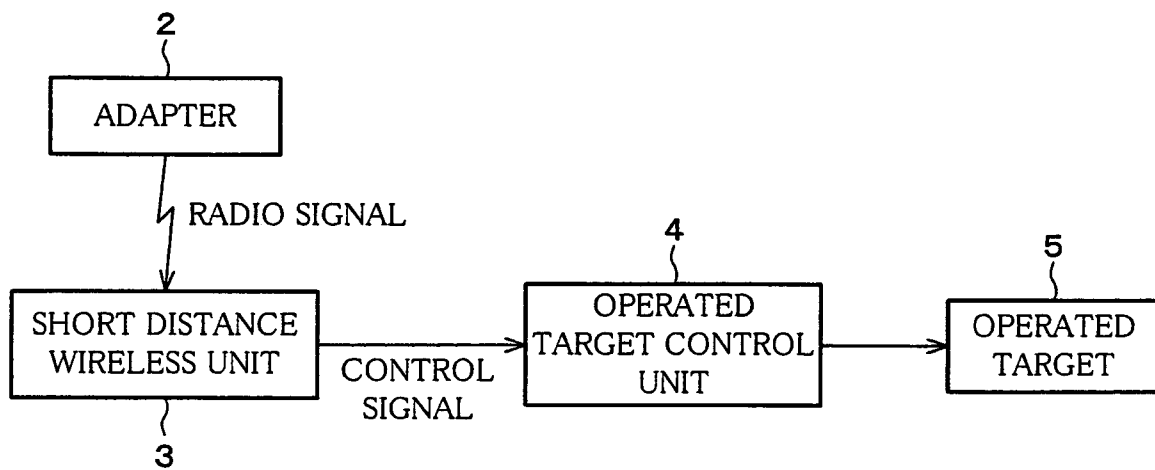 2
ADAPTER
RADIO SIGNAL
3
SHORT DISTANCE
WIRELESS UNIT
CONTROL
SIGNAL
4
OPERATED
TARGET CONTROL
UNIT
5
OPERATED
TARGET